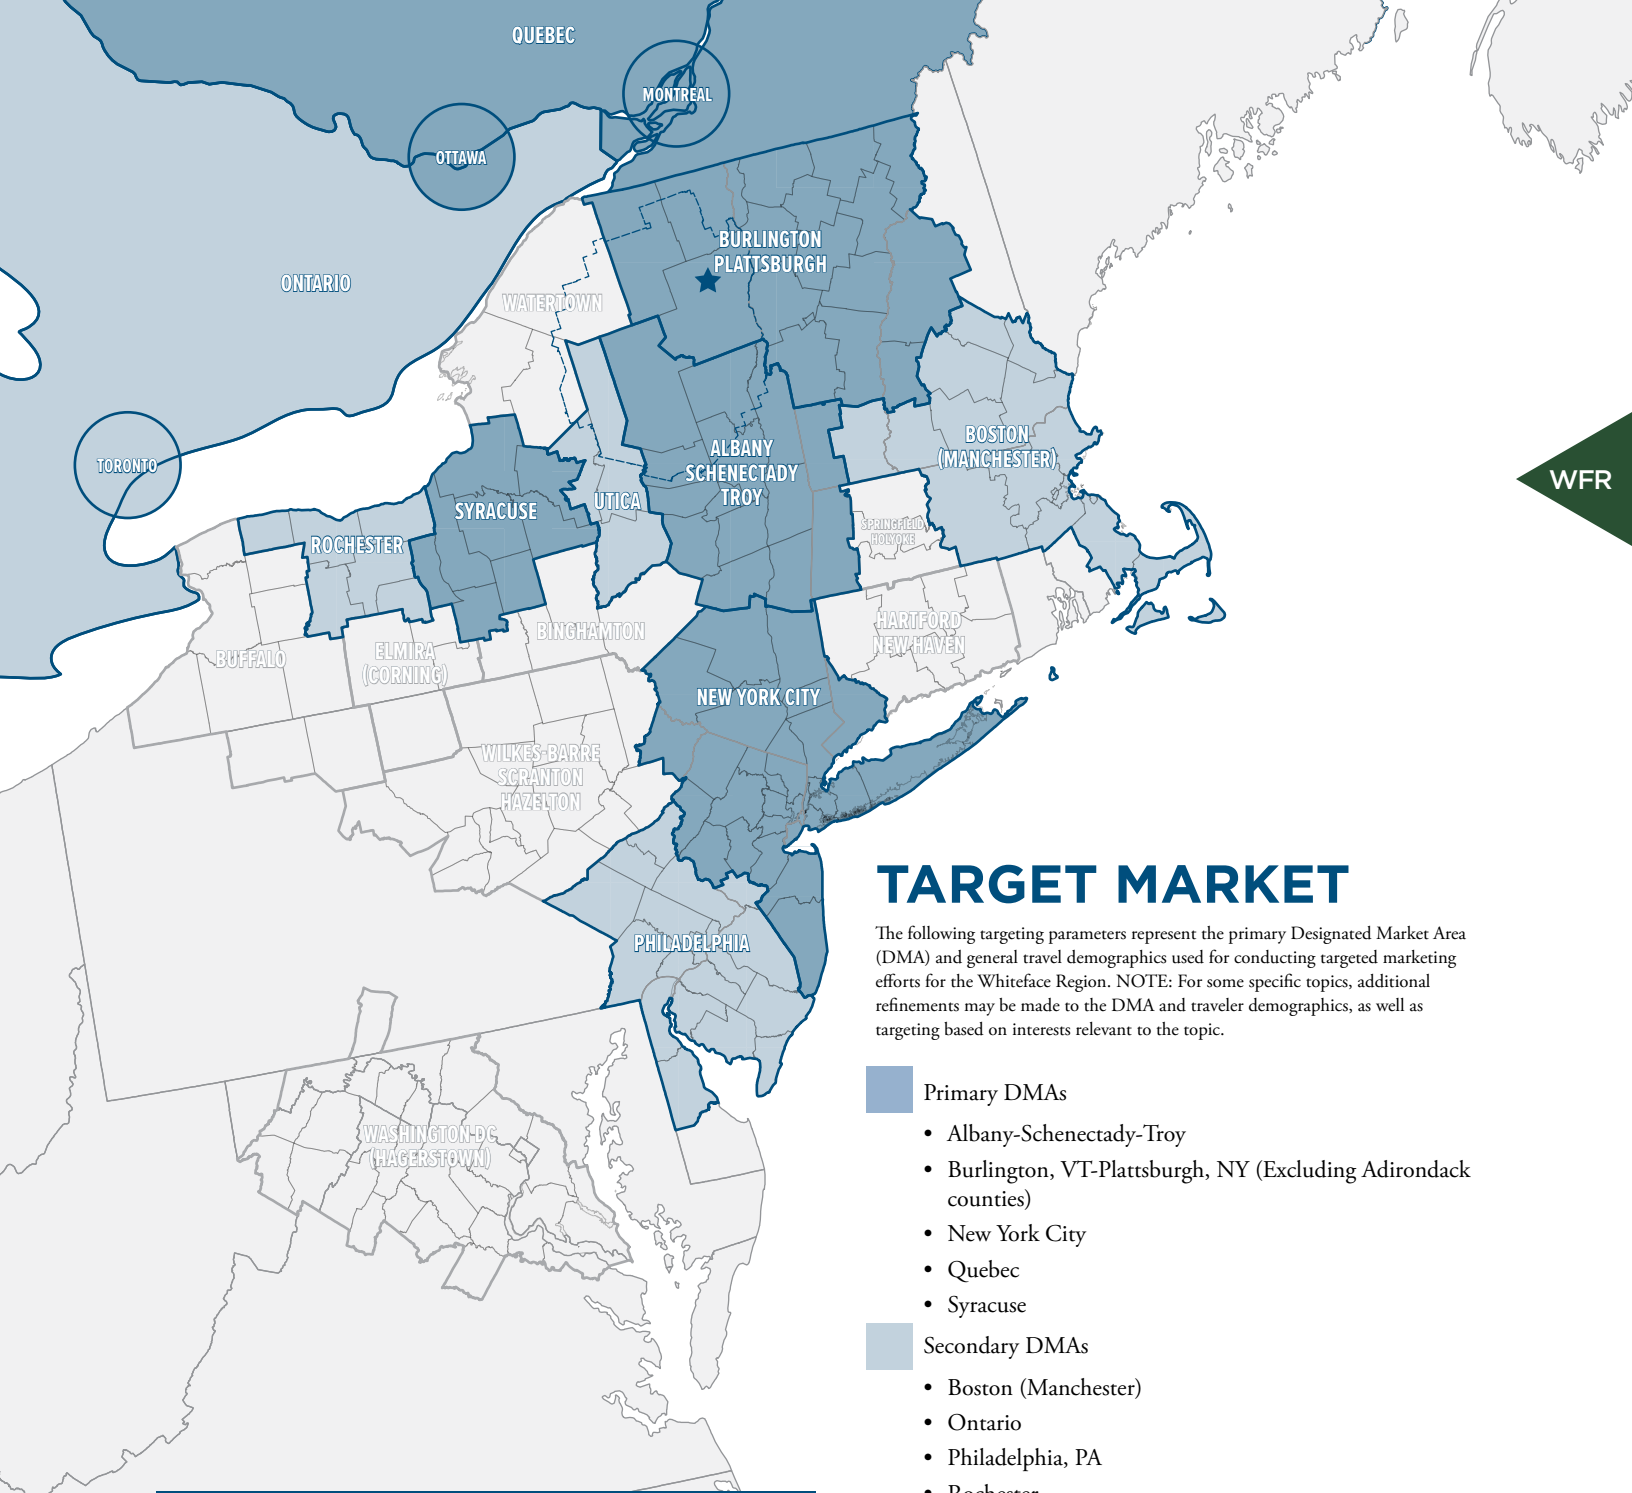 QUEBEC
MONTREAL
OTTAWA
BURLINGTON
PLATTSBURGH
ONTARIO
WATERTOWN
BOSTON
(MANCHESTER)
ALBANY
SCHENECTADY
TROY
TORONTO
WFR
UTICA
SYRACUSE
SPRINGFIELD
HOLYOKE
ROCHESTER
HARTFORD
NEW HAVEN
BINGHAMTON
BUFFALO
ELMIRA
(CORNING)
NEW YORK CITY
WILKES-BARRE
SCRANTON
HAZELTON
PHILADELPHIA
WASHINGTON DC
(HAGERSTOWN)
TARGET MARKET
The following targeting parameters represent the primary Designated Market Area
(DMA) and general travel demographics used for conducting targeted marketing
efforts for the Whiteface Region. NOTE: For some specific topics, additional
refinements may be made to the DMA and traveler demographics, as well as
targeting based on interests relevant to the topic.
Primary DMAs
• Albany-Schenectady-Troy
• Burlington, VT-Plattsburgh, NY (Excluding Adirondack
counties)
• New York City
• Quebec
• Syracuse
Secondary DMAs
• Boston (Manchester)
• Ontario
• Philadelphia, PA
• Rochester